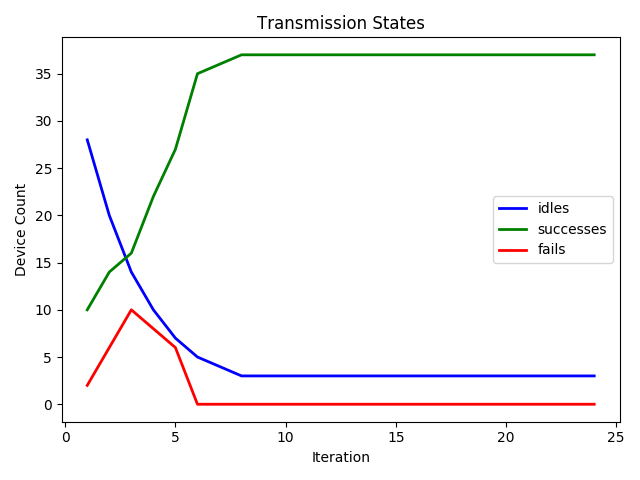 Transmission States
Device Count
35
30
25
20
15
10
5
0
idles
successes
fails
0 5 10 15 20 25
Iteration